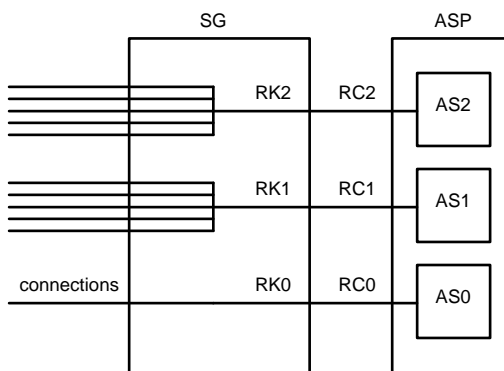 SG ASP
RK2 RC2 AS2
RK1 RC1 AS1
connections RK0 RC0 AS0